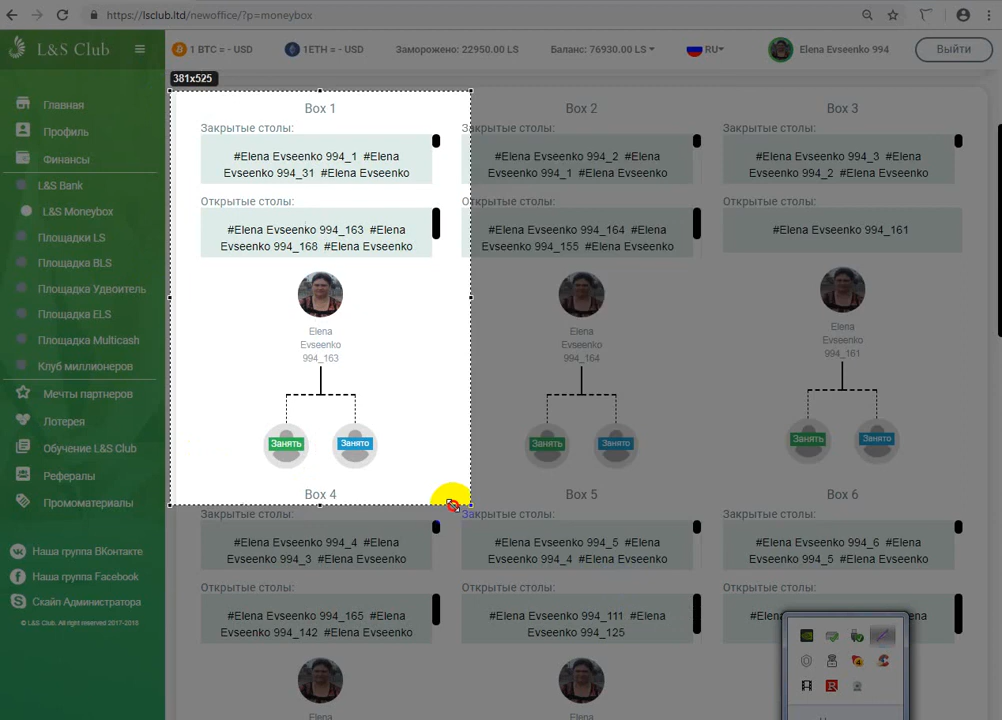 https://lsclub.ltd/newoffice/?p=moneybox
L&S Club
1 BTC = - USD
1ETH = - USD
Заморожено: 22950.00 LS
Баланс: 76930.00 LS
RU
Elena Evseenko 994
Выйти
381x525
Главная
Профиль
Финансы
L&S Bank
L&S Moneybox
Площадки LS
Площадка BLS
Площадка Удвоитель
Площадка ELS
Площадка Multicash
Клуб миллионеров
Мечты партнеров
Лотерея
Обучение L&S Club
Рефералы
Промоматериалы
Наша группа ВКонтакте
Наша группа Facebook
Скайп Администратора
© L&S Club. All right reserved 2017-2018
Box 1
Закрытые столы:
#Elena Evseenko 994_1 #Elena
Evseenko 994_31 #Elena Evseenko
Открытые столы:
#Elena Evseenko 994_163 #Elena
Evseenko 994_168 #Elena Evseenko
Elena
Evseenko
994_163
Занять
Занято
Box 2
Закрытые столы:
#Elena Evseenko 994_2 #Elena
Evseenko 994_1 #Elena Evseenko
Открытые столы:
#Elena Evseenko 994_164 #Elena
Evseenko 994_155 #Elena Evseenko
Elena
Evseenko
994_164
Занять
Занято
Box 3
Закрытые столы:
#Elena Evseenko 994_3 #Elena
Evseenko 994_2 #Elena Evseenko
Открытые столы:
#Elena Evseenko 994_161
Elena
Evseenko
994_161
Занять
Занято
Box 4
Закрытые столы:
#Elena Evseenko 994_4 #Elena
Evseenko 994_3 #Elena Evseenko
Открытые столы:
#Elena Evseenko 994_165 #Elena
Evseenko 994_142 #Elena Evseenko
Elena
Box 5
Закрытые столы:
#Elena Evseenko 994_5 #Elena
Evseenko 994_4 #Elena Evseenko
Открытые столы:
#Elena Evseenko 994_111 #Elena
Evseenko 994_125
Elena
Box 6
Закрытые столы:
#Elena Evseenko 994_6 #Elena
Evseenko 994_5 #Elena Evseenko
Открытые столы: